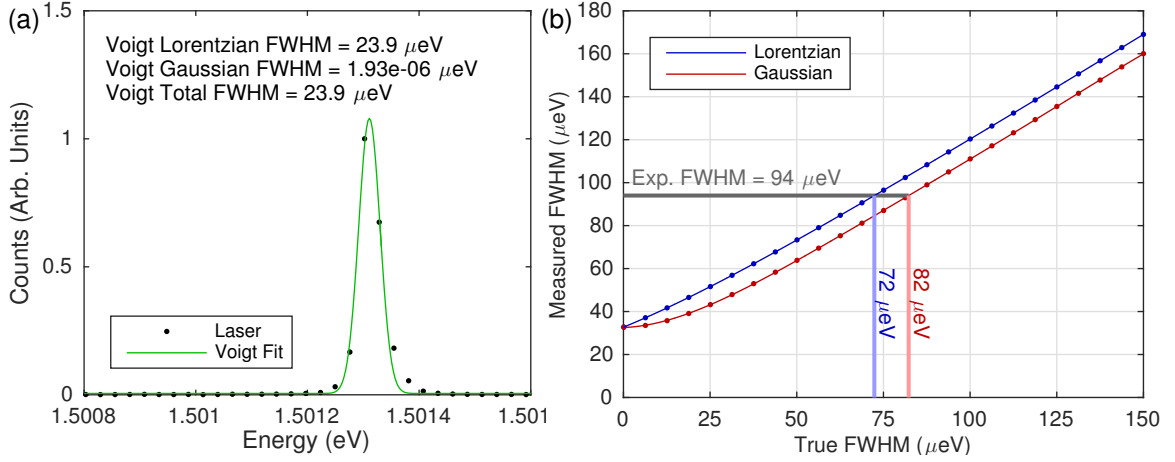 (a)
1.5
Voigt Lorentzian FWHM = 23.9 μeV
Voigt Gaussian FWHM = 1.93e-06 μeV
Voigt Total FWHM = 23.9 μeV
1
0.5
0
Counts (Arb. Units)
Laser
Voigt Fit
1.5008
1.501
1.5012
1.5014
1.501
Energy (eV)
(b)
180
160
140
120
100
80
60
40
20
0
Measured FWHM (μeV)
Lorentzian
Gaussian
Exp. FWHM = 94 μeV
72 μeV
82 μeV
0
25
50
75
100
125
150
True FWHM (μeV)